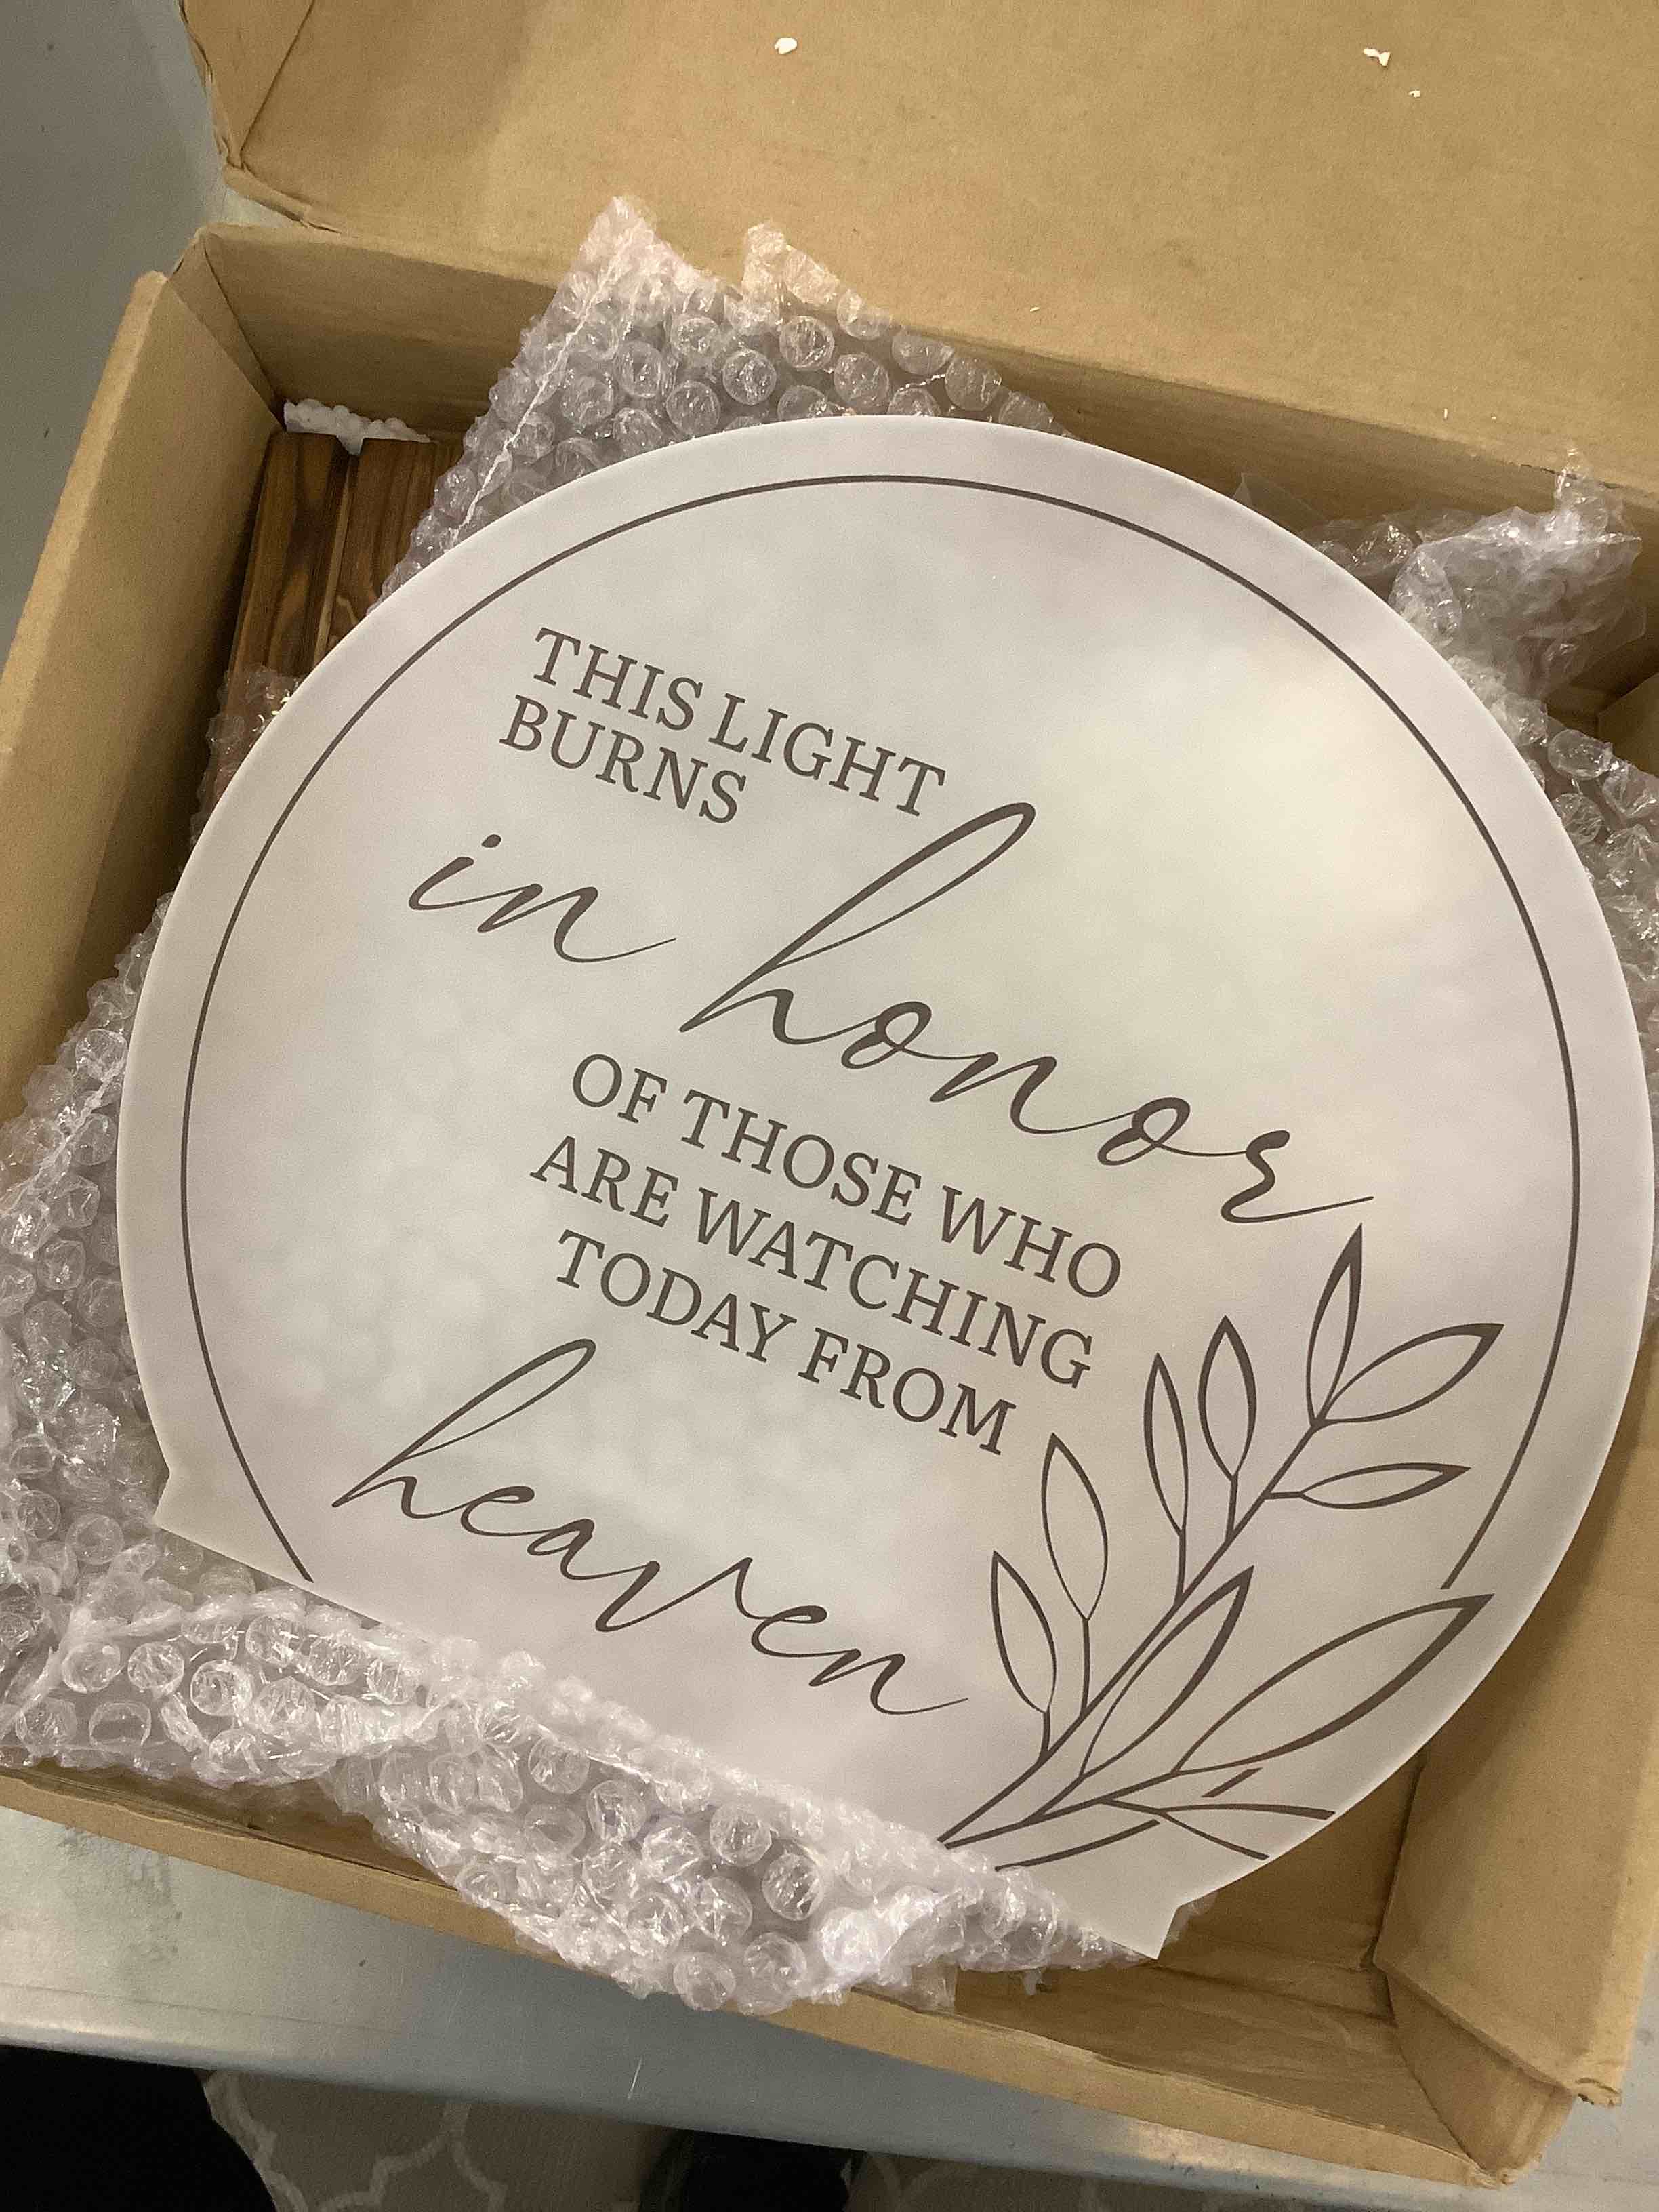 THIS LIGHT
BURNS
in honor
OF THOSE WHO
ARE WATCHING
TODAY FROM
heaven